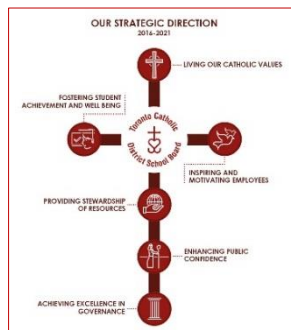 OUR STRATEGIC DIRECTION
2016-2021
LIVING OUR CATHOLIC VALUES
FOSTERING STUDENT
ACHIEVEMENT AND WELL BEING
Toronto Catholic
District School Board
INSPIRING AND
MOTIVATING EMPLOYEES
PROVIDING STEWARDSHIP
OF RESOURCES
ENHANCING PUBLIC
CONFIDENCE
ACHIEVING EXCELLENCE IN
GOVERNANCE